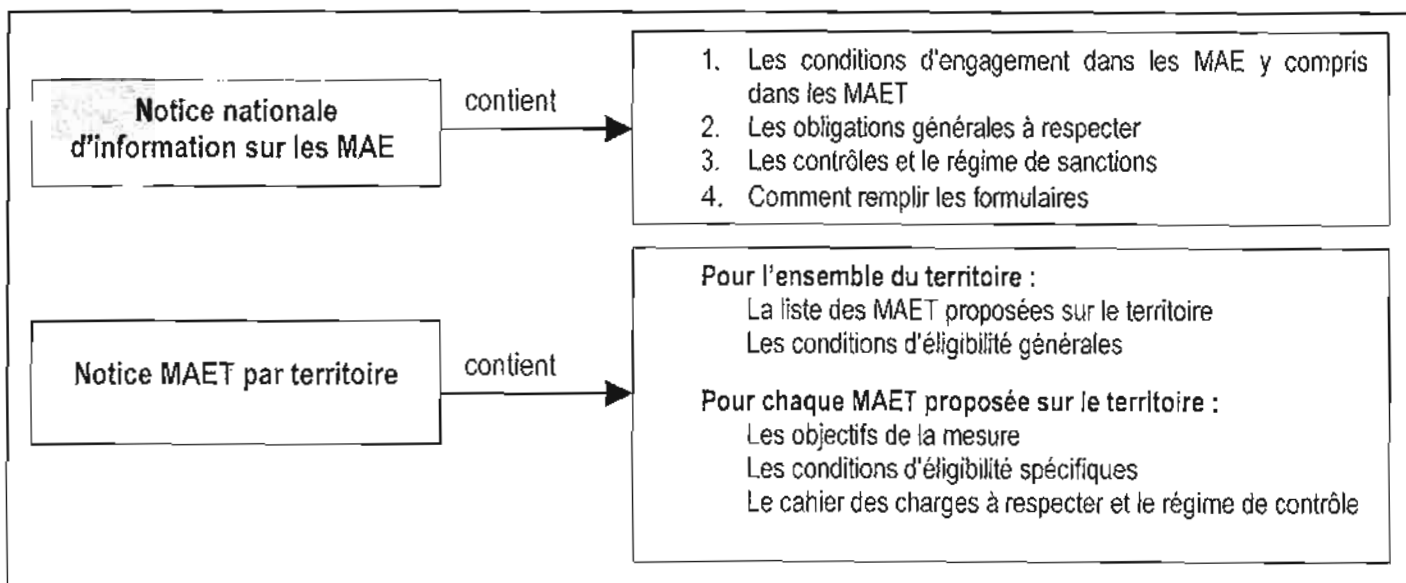 Notice nationale
d'information sur les MAE
contient
1. Les conditions d'engagement dans les MAE y compris
dans les MAET
2. Les obligations générales à respecter
3. Les contrôles et le régime de sanctions
4. Comment remplir les formulaires
Notice MAET par territoire
contient
Pour l'ensemble du territoire :
La liste des MAET proposées sur le territoire
Les conditions d'éligibilité générales
Pour chaque MAET proposée sur le territoire :
Les objectifs de la mesure
Les conditions d'éligibilité spécifiques
Le cahier des charges à respecter et le régime de contrôle